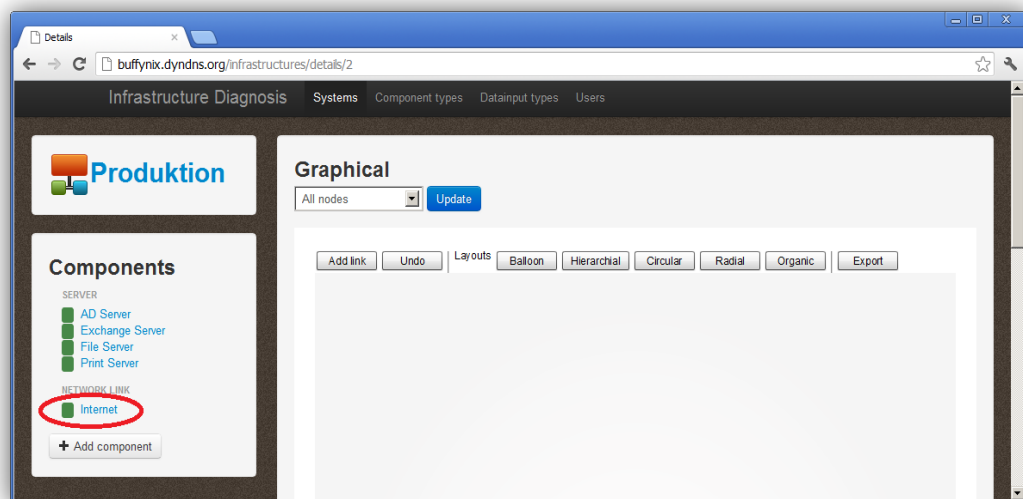 Details
buffynix.dyndns.org/infrastructures/details/2
Infrastructure Diagnosis Systems Component types Datainput types Users
Produktion
Components
SERVER
AD Server
Exchange Server
File Server
Print Server
NETWORK LINK
Internet
Add component
Graphical
All nodes Update
Add link Undo Layouts Balloon Hierarchial Circular Radial Organic Export